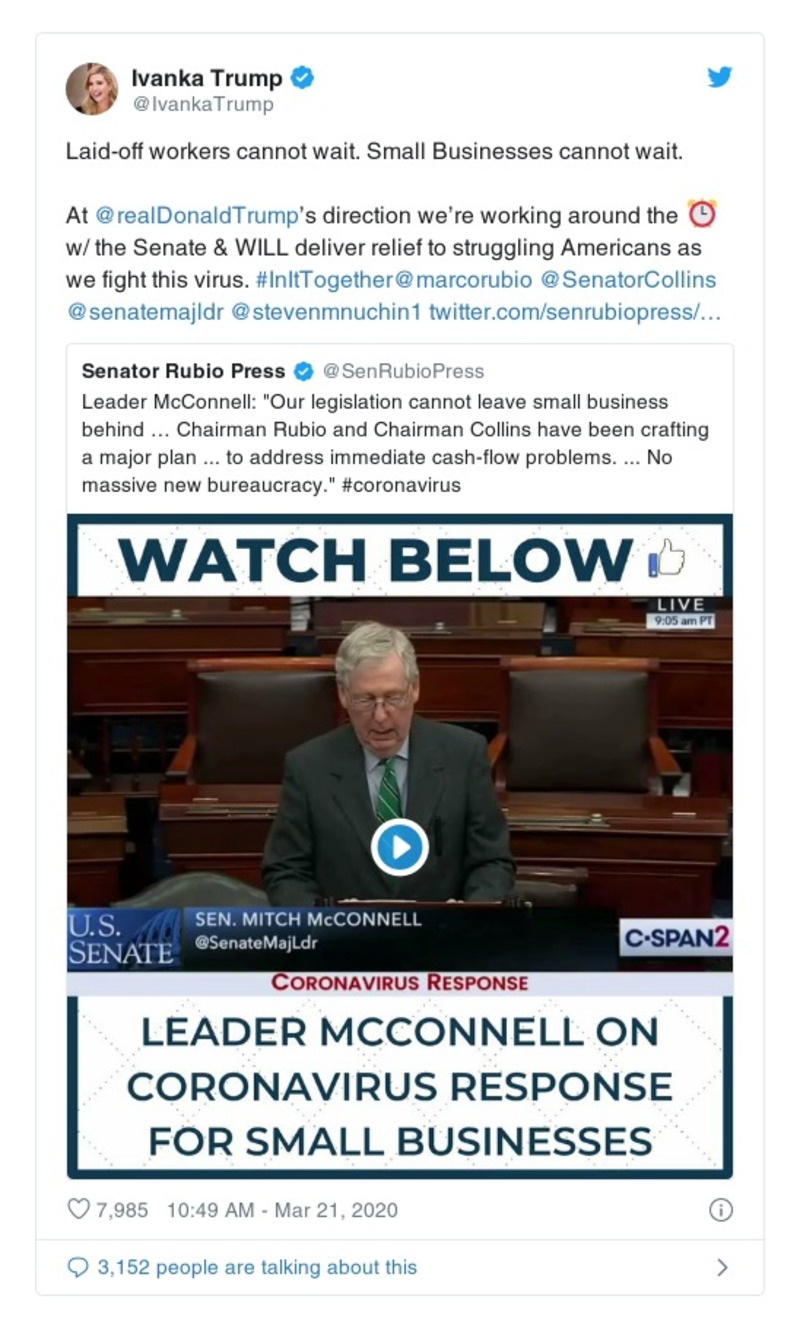 Ivanka Trump
@IvankaTrump
Laid-off workers cannot wait. Small Businesses cannot wait.
At @realDonaldTrump's direction we're working around the ⏰
w/ the Senate & WILL deliver relief to struggling Americans as
we fight this virus. #InItTogether@marcorubio @SenatorCollins
@senatemajldr @stevenmnuchin1 twitter.com/senrubiopress/…
Senator Rubio Press @SenRubioPress
Leader McConnell: "Our legislation cannot leave small business
behind … Chairman Rubio and Chairman Collins have been crafting
a major plan ... to address immediate cash-flow problems. ... No
massive new bureaucracy." #coronavirus
WATCH BELOW 👍
LIVE
9:05 am PT
U.S. SENATE
SEN. MITCH McCONNELL
@SenateMajLdr
C-SPAN2
CORONAVIRUS RESPONSE
LEADER MCCONNELL ON
CORONAVIRUS RESPONSE
FOR SMALL BUSINESSES
7,985 10:49 AM - Mar 21, 2020
3,152 people are talking about this